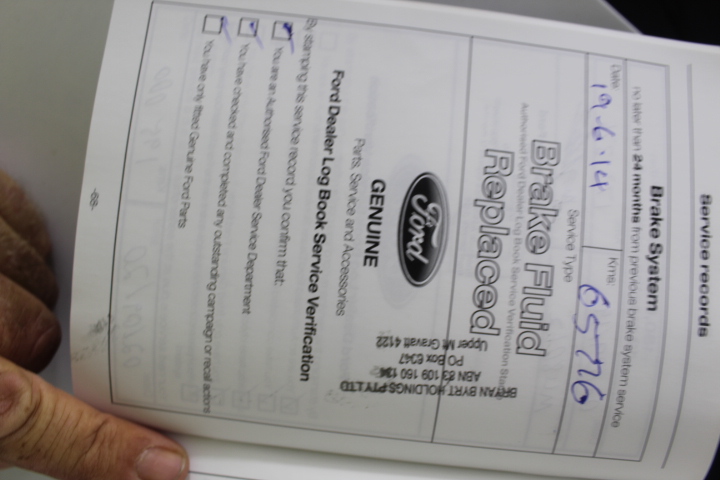 Service records
Brake System
no later than 24 months from previous brake system service
Date: Kms:
19-6-14 65776
Service Type
Brake Fluid
Replaced
Authorised Ford Dealer Log Book Service Verification Stamp
BRYAN BYRT HOLDINGS PTY LTD
ABN 83 109 150 134
PO Box 6347
Upper Mt Gravatt 4122
Ford
GENUINE
Parts, Service and Accessories
Ford Dealer Log Book Service Verification
By stamping this service record you confirm that:
You are an Authorised Ford Dealer Service Department
You have checked and completed any outstanding campaign or recall actions
You have only fitted Genuine Ford Parts
-68-